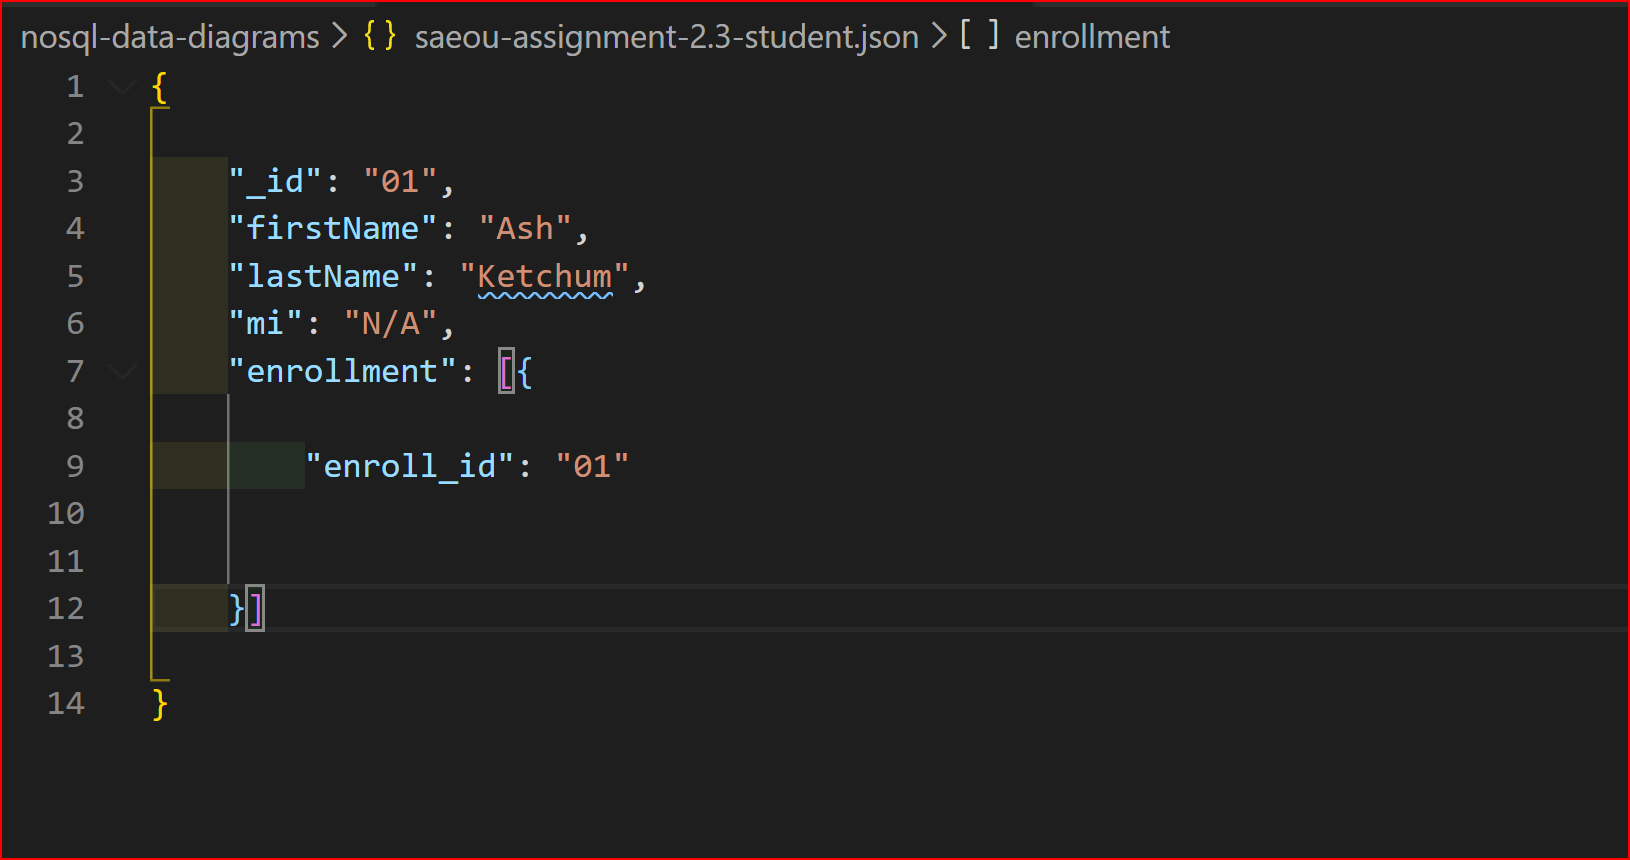 nosql-data-diagrams > {} saeou-assignment-2.3-student.json > [ ] enrollment
1 {
2
3 "_id": "01",
4 "firstName": "Ash",
5 "lastName": "Ketchum",
6 "mi": "N/A",
7 "enrollment": [{
8
9 "enroll_id": "01"
10
11
12 }]
13
14 }